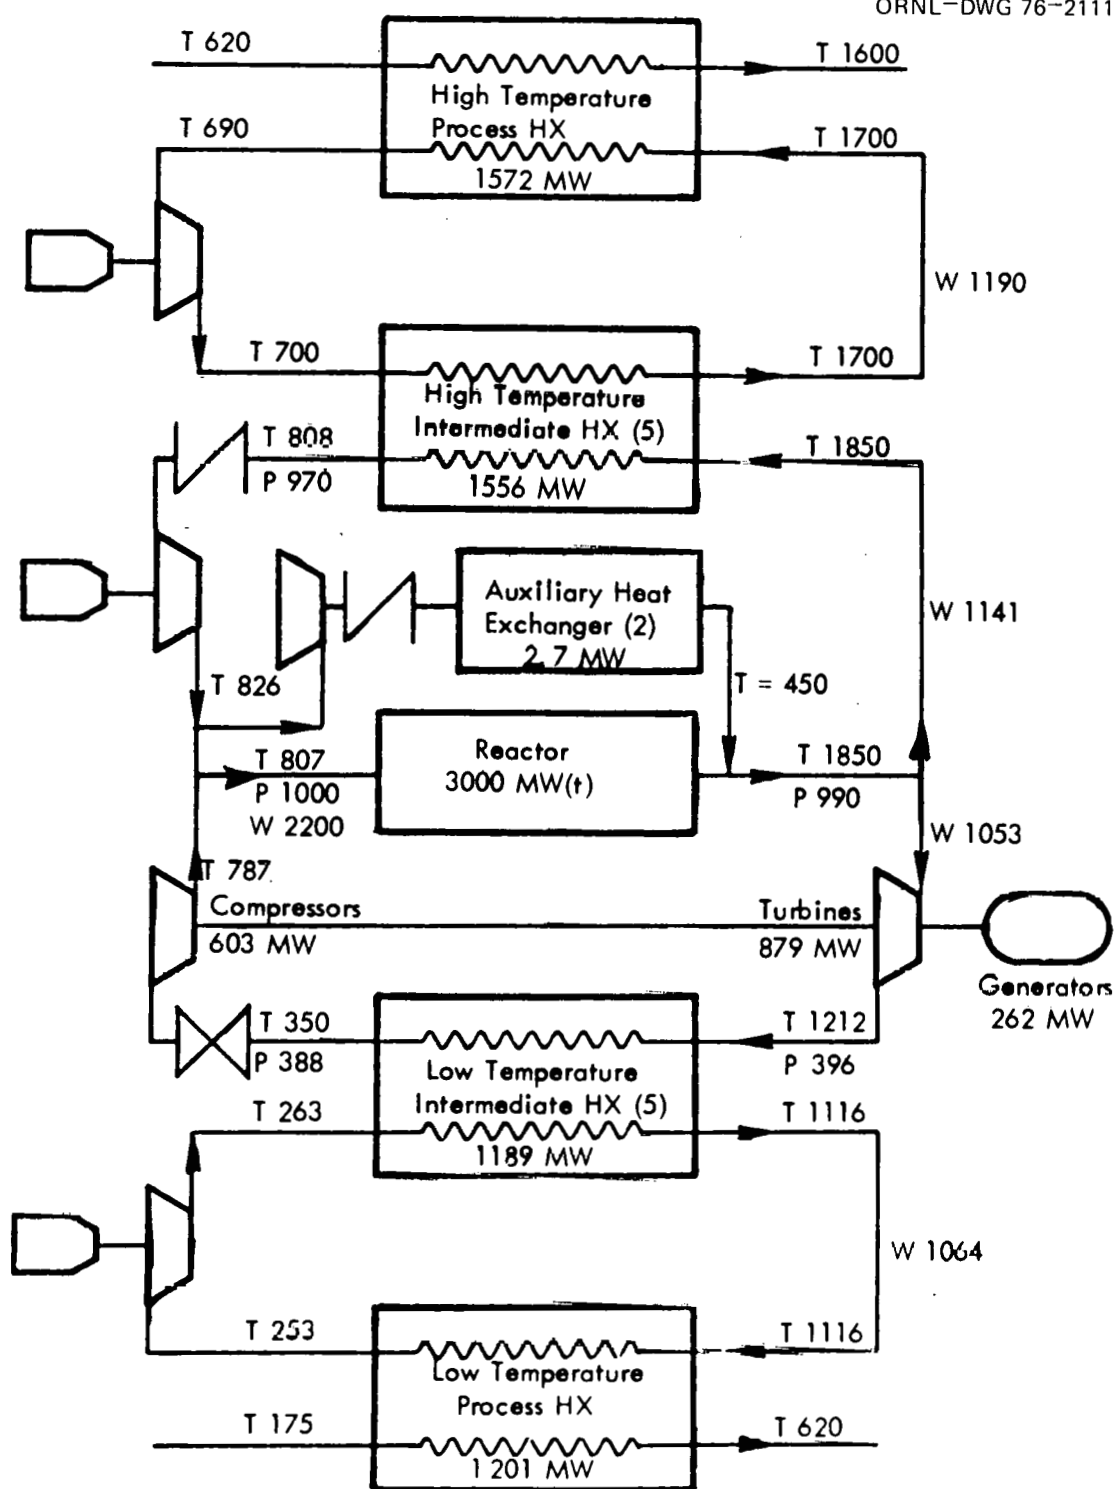 ORNL-DWG 76-2111
T 620
T 1600
High Temperature
Process HX
1572 MW
T 690
T 1700
W 1190
T 700
T 1700
High Temperature
Intermediate HX (5)
1556 MW
T 808
P 970
T 1850
W 1141
Auxiliary Heat
Exchanger (2)
2.7 MW
T = 450
T 826
Reactor
3000 MW(t)
T 807
P 1000
W 2200
T 1850
P 990
W 1053
T 787
Compressors
603 MW
Turbines
879 MW
Generators
262 MW
T 350
P 388
T 1212
P 396
Low Temperature
Intermediate HX (5)
1189 MW
T 263
T 1116
W 1064
T 253
T 1116
Low Temperature
Process HX
1201 MW
T 175
T 620